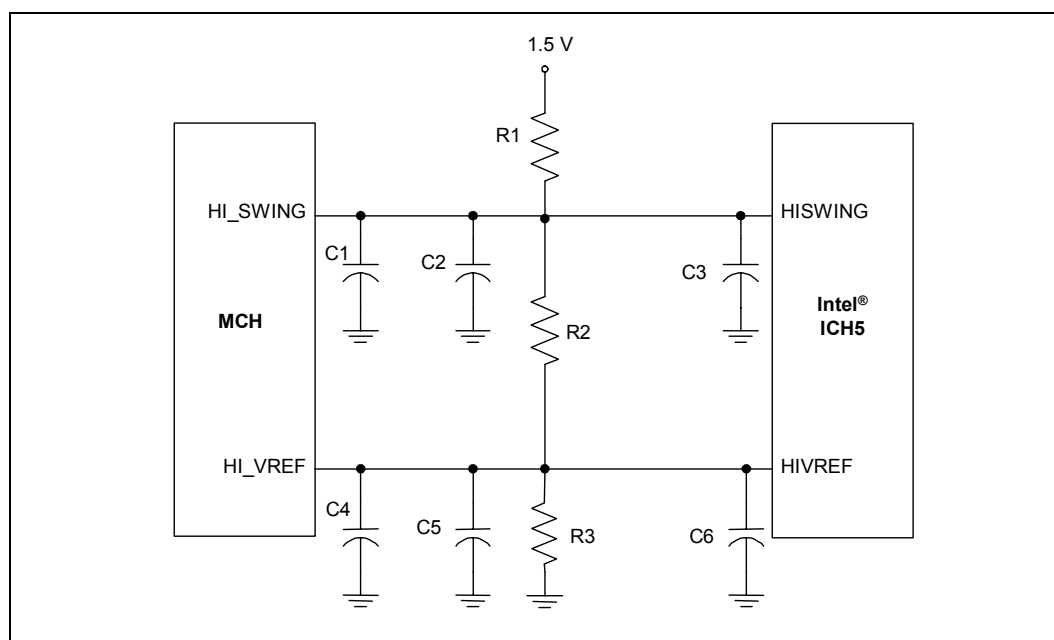 1.5 V
R1
HI_SWING
HISWING
C1
C2
C3
MCH
Intel®
ICH5
R2
HI_VREF
HIVREF
C4
C5
R3
C6